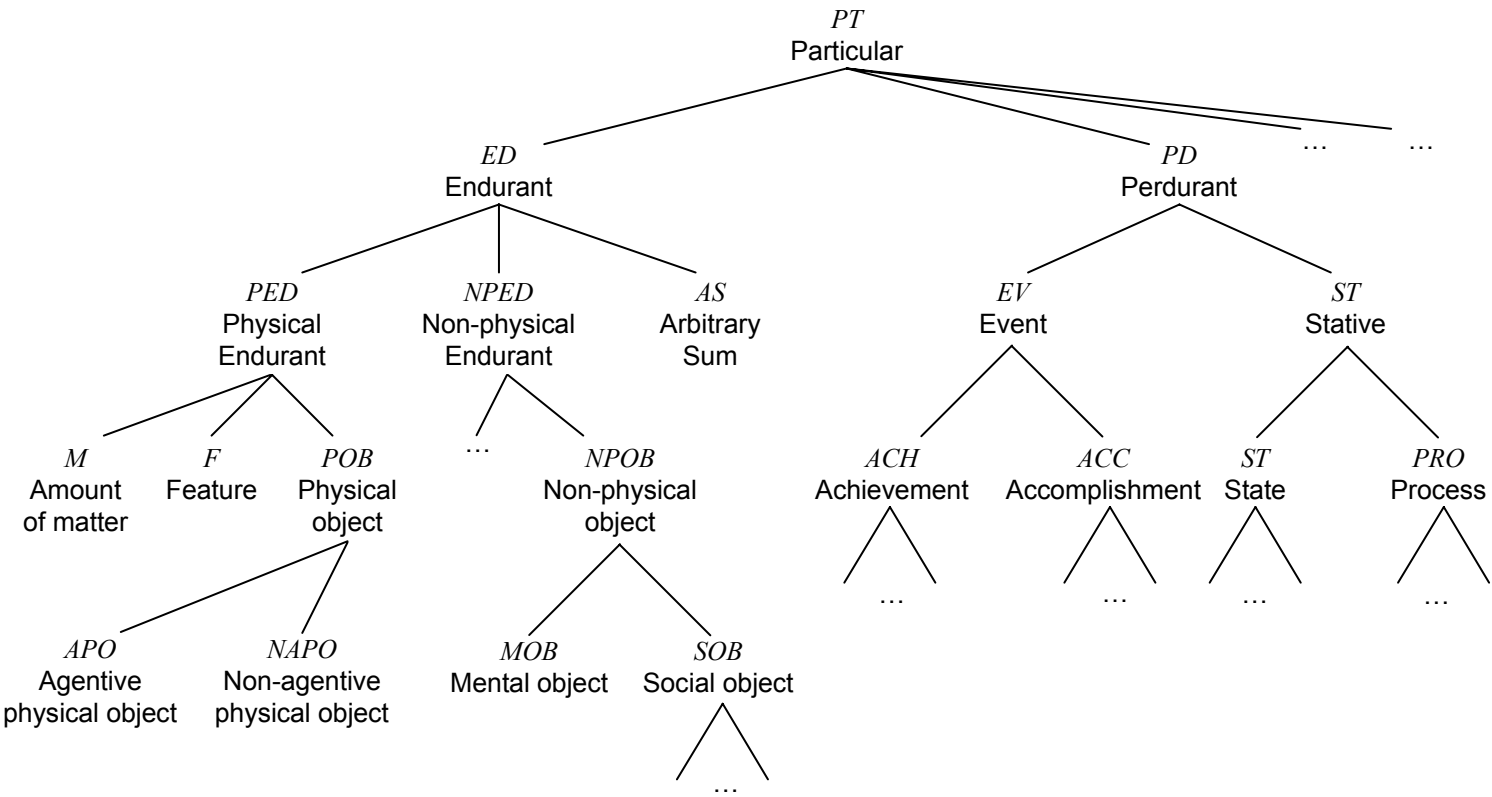 PT
Particular
ED
Endurant
PD
Perdurant
… …
PED
Physical
Endurant
NPED
Non-physical
Endurant
AS
Arbitrary
Sum
EV
Event
ST
Stative
M
Amount
of matter
F
Feature
POB
Physical
object
…
NPOB
Non-physical
object
ACH
Achievement
ACC
Accomplishment
ST
State
PRO
Process
… … … …
APO
Agentive
physical object
NAPO
Non-agentive
physical object
MOB
Mental object
SOB
Social object
…